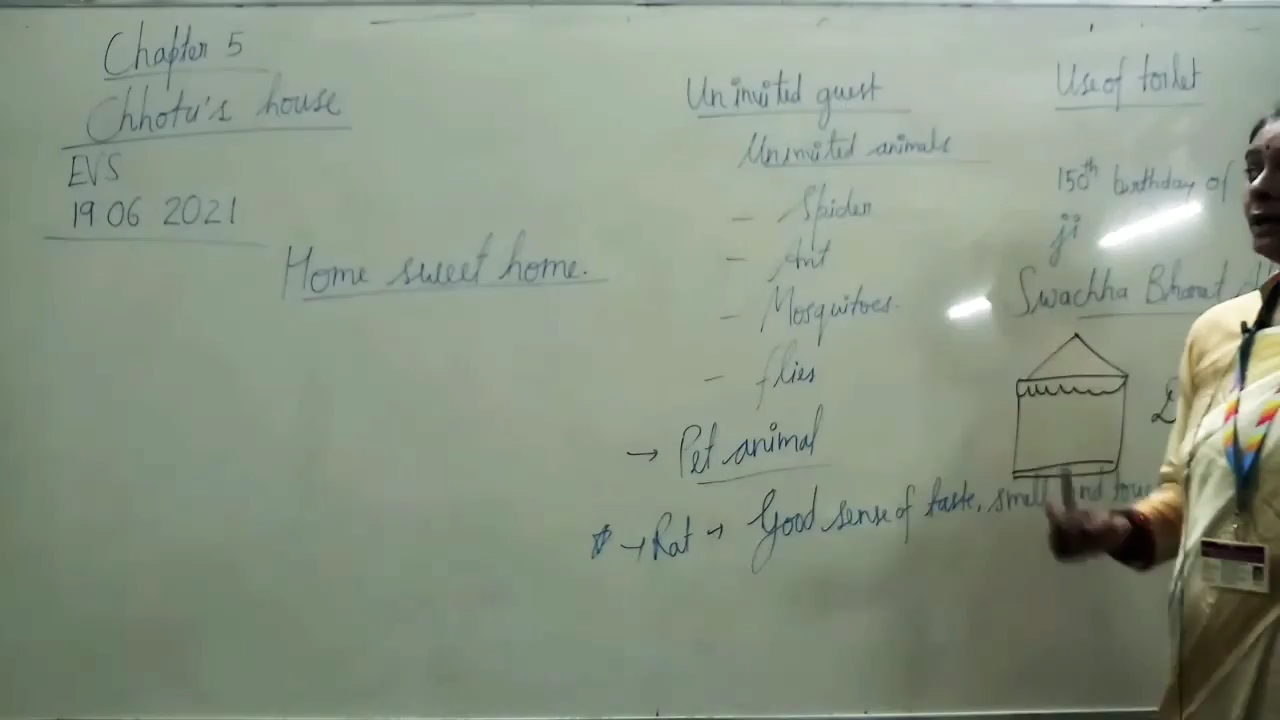 Chapter 5
Chhotu's house
EVS
19 06 2021
Home sweet home.
Uninvited guest
Uninvited animals
- Spider
- Ant
- Mosquitoes.
- flies
→ Pet animal
→ Rat → Good sense of taste, smell and
Use of toilet
150th birthday of
ji
Swachha Bharat